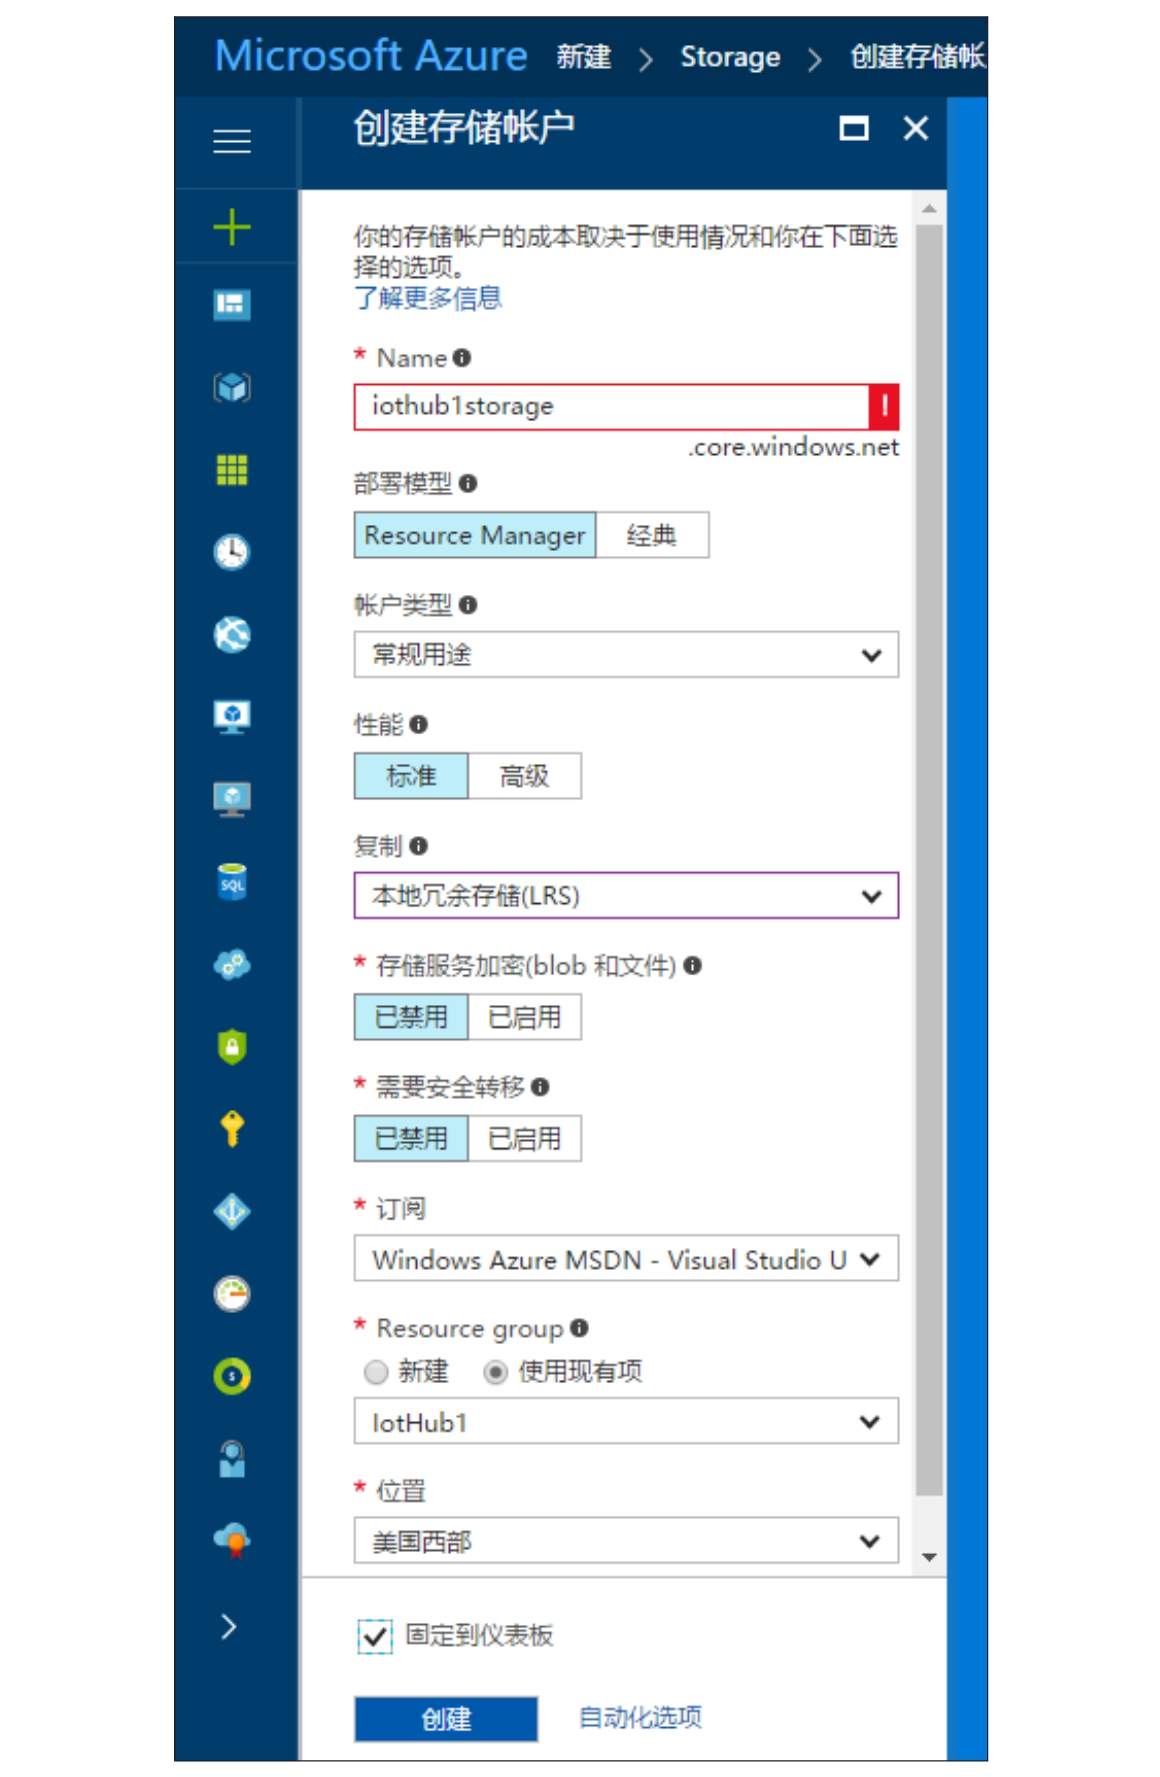 Microsoft Azure 新建 > Storage > 创建存储帐
创建存储帐户
你的存储帐户的成本取决于使用情况和你在下面选
择的选项。
了解更多信息
* Name
iothub1storage
.core.windows.net
部署模型
Resource Manager 经典
帐户类型
常规用途
性能
标准 高级
复制
本地冗余存储(LRS)
* 存储服务加密(blob 和文件)
已禁用 已启用
* 需要安全转移
已禁用 已启用
* 订阅
Windows Azure MSDN - Visual Studio U
* Resource group
新建 使用现有项
IotHub1
* 位置
美国西部
固定到仪表板
创建 自动化选项
SQL